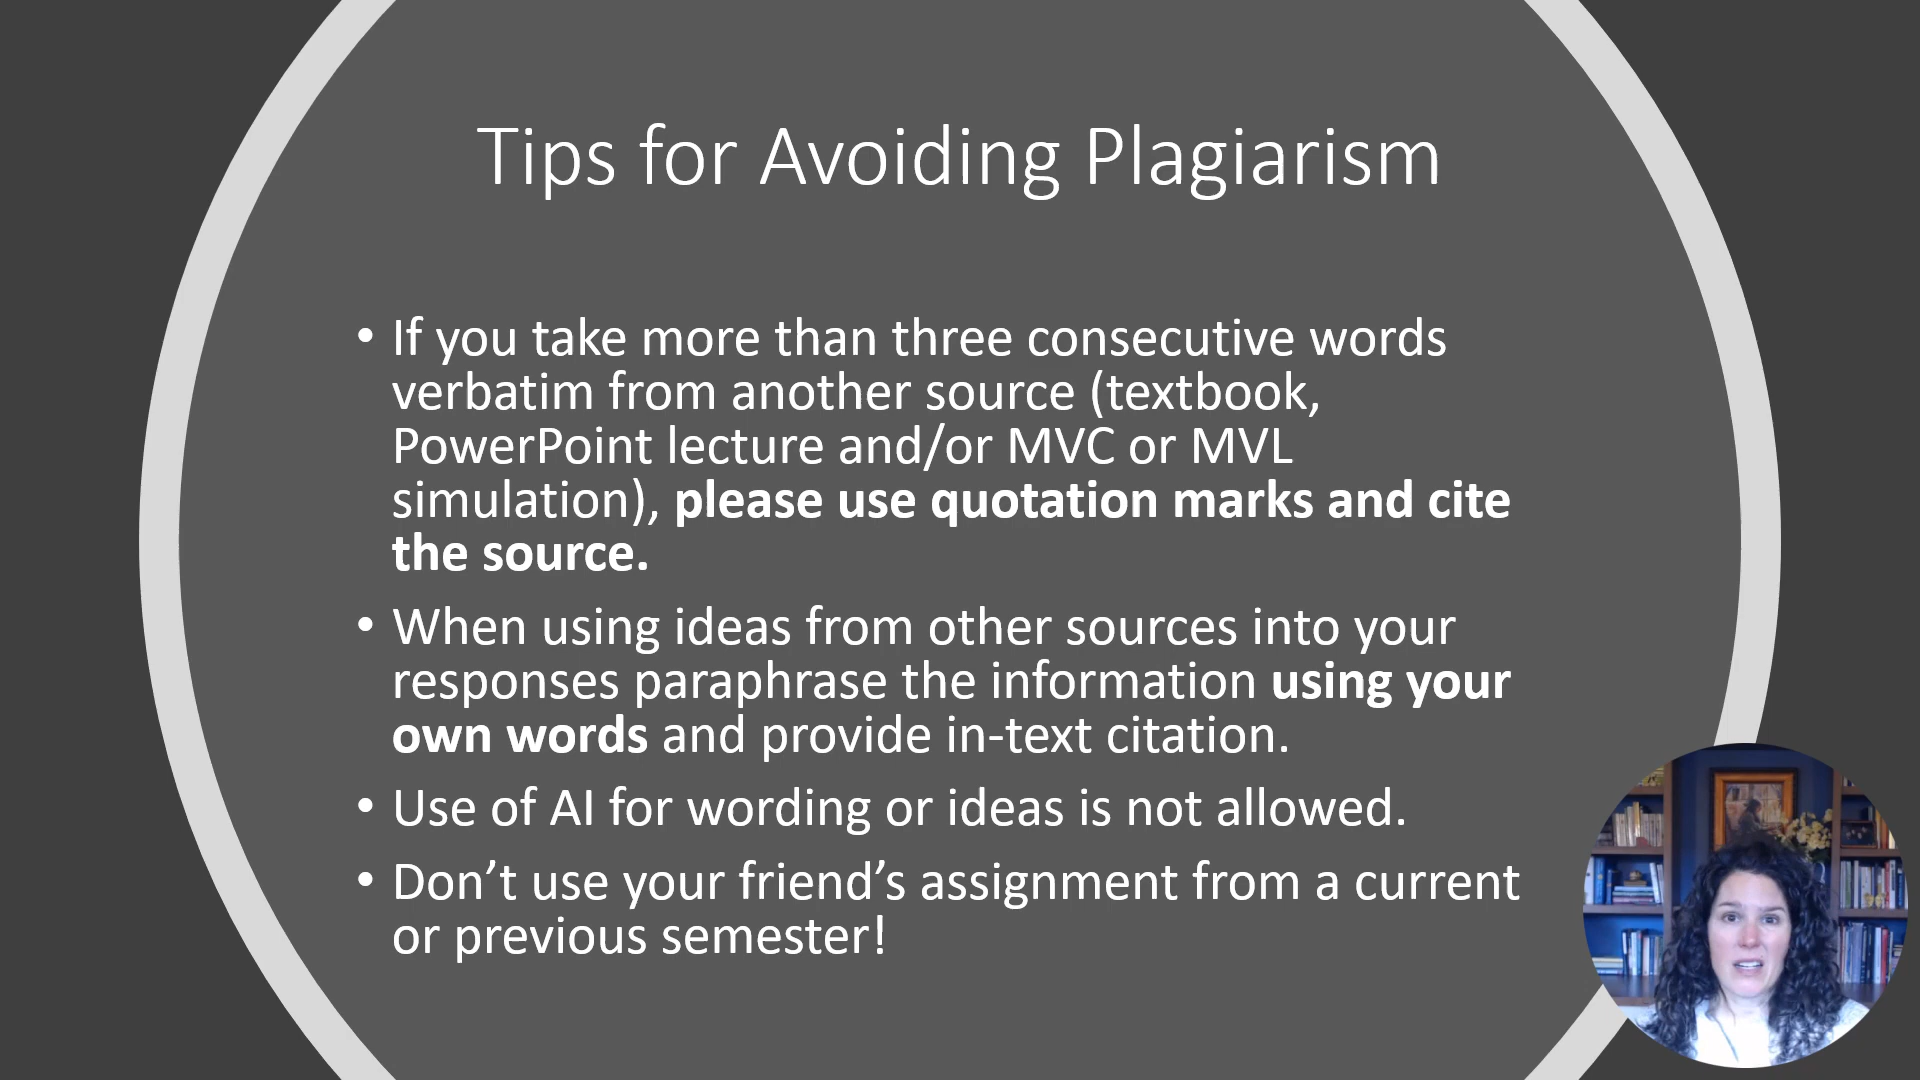 Tips for Avoiding Plagiarism
• If you take more than three consecutive words
verbatim from another source (textbook,
PowerPoint lecture and/or MVC or MVL
simulation), please use quotation marks and cite
the source.
• When using ideas from other sources into your
responses paraphrase the information using your
own words and provide in-text citation.
• Use of AI for wording or ideas is not allowed.
• Don’t use your friend’s assignment from a current
or previous semester!